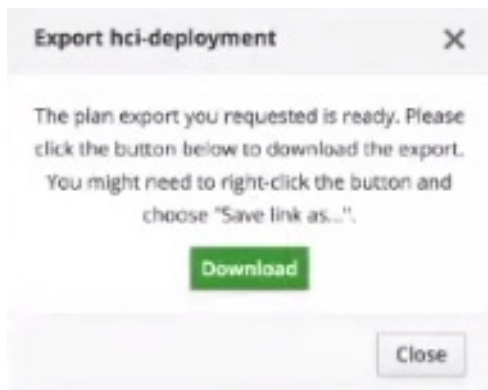 Export hci-deployment
The plan export you requested is ready. Please
click the button below to download the export.
You might need to right-click the button and
choose "Save link as...".
Download
Close